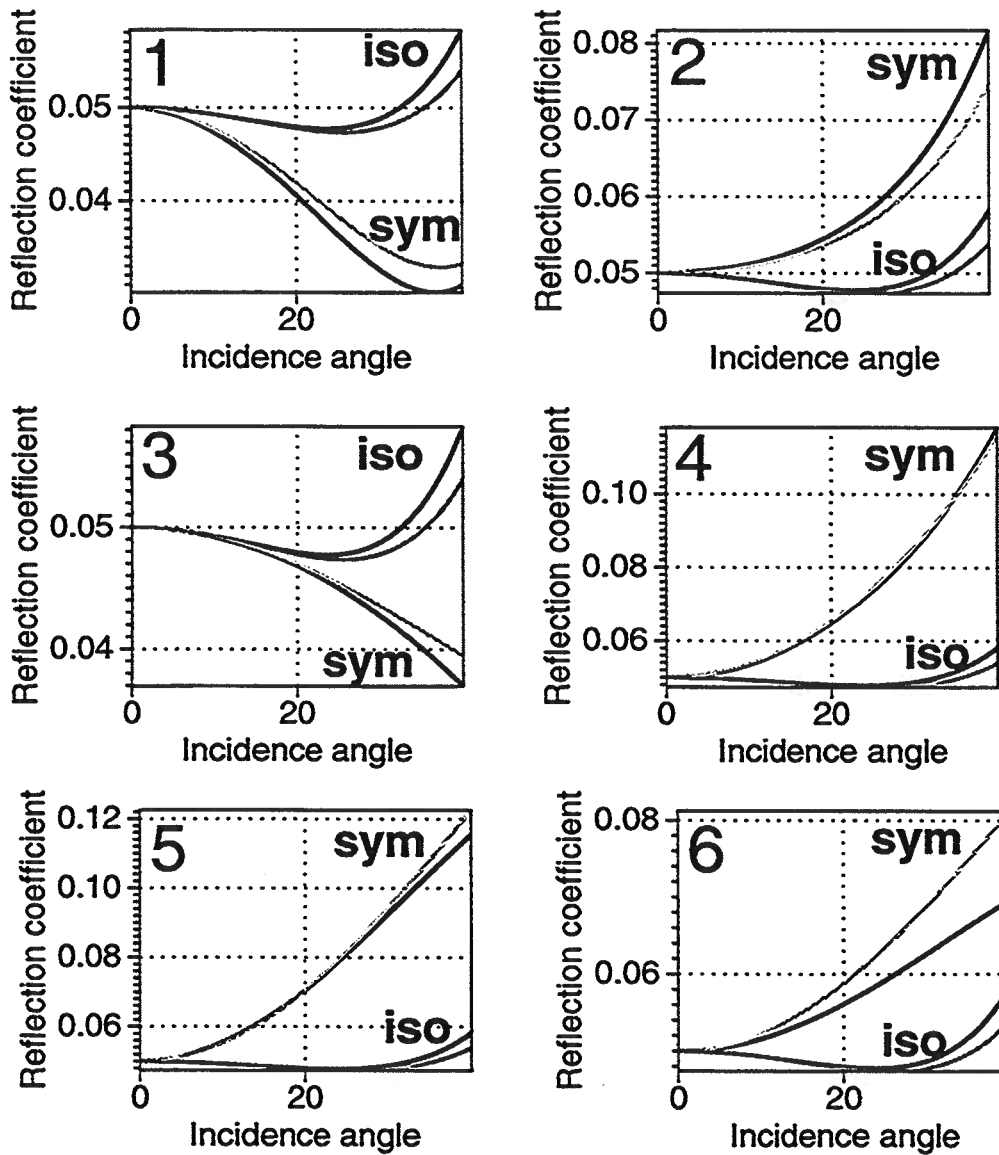 1
iso
sym
0.05
0.04
Reflection coefficient
0
20
Incidence angle
2
sym
iso
0.08
0.07
0.06
0.05
Reflection coefficient
0
20
Incidence angle
3
iso
sym
0.05
0.04
Reflection coefficient
0
20
Incidence angle
4
sym
iso
0.10
0.08
0.06
Reflection coefficient
0
20
Incidence angle
5
sym
iso
0.12
0.10
0.08
0.06
Reflection coefficient
0
20
Incidence angle
6
sym
iso
0.08
0.06
Reflection coefficient
0
20
Incidence angle